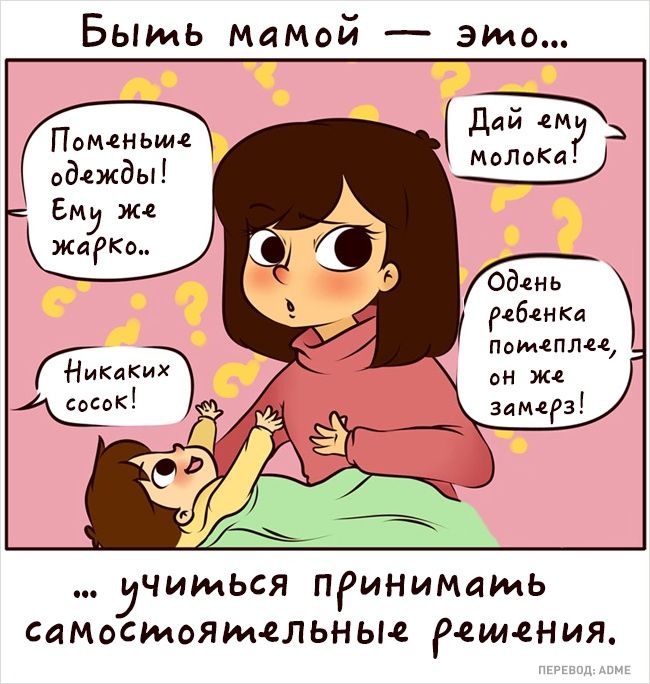 Быть мамой — это...
Поменьше
одежды!
Ему же
жарко..
Дай ему
молока!
Одень
ребенка
потеплее,
он же
замерз!
Никаких
сосок!
... учиться принимать
самостоятельные решения.
ПЕРЕВОД: ADME